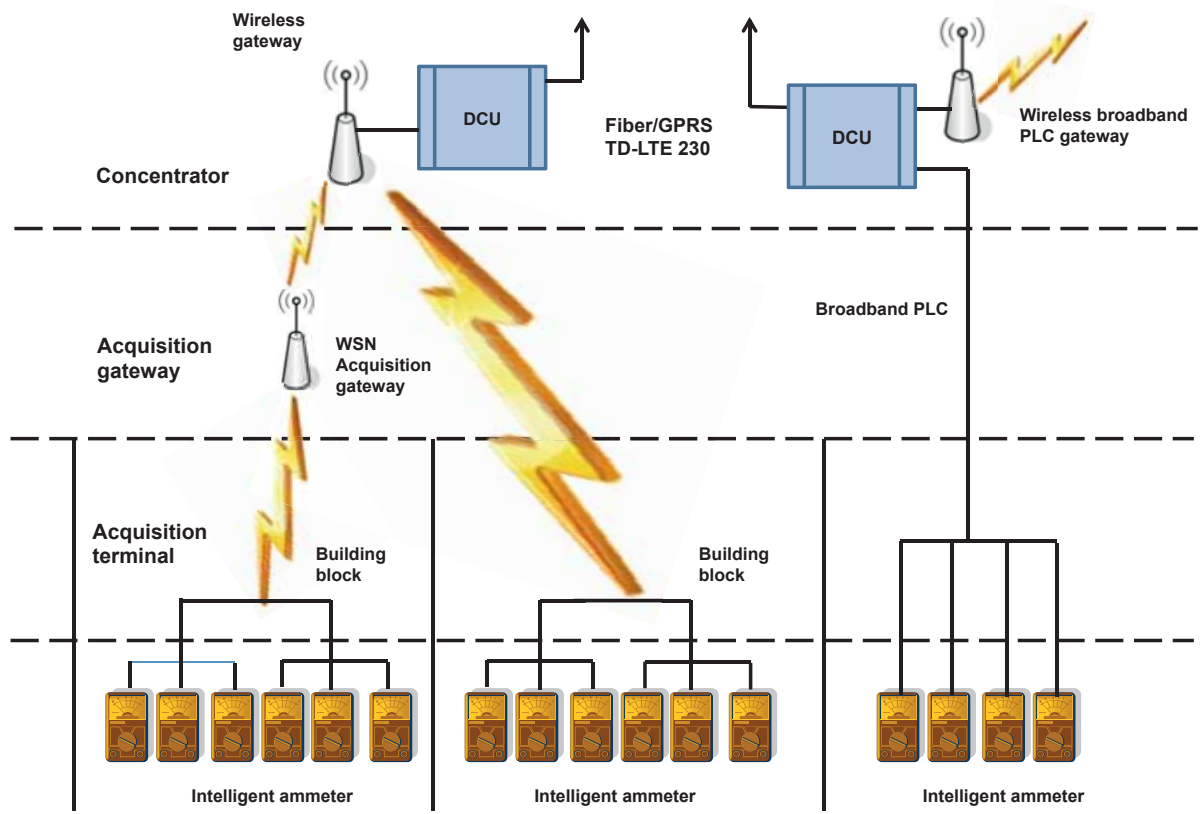 Wireless
gateway
DCU
Fiber/GPRS
TD-LTE 230
DCU
Wireless broadband
PLC gateway
Concentrator
Acquisition
gateway
WSN
Acquisition
gateway
Broadband PLC
Acquisition
terminal
Building
block
Building
block
Intelligent ammeter
Intelligent ammeter
Intelligent ammeter